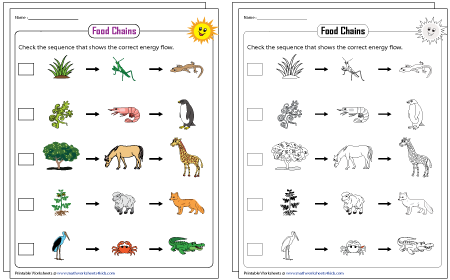 Name :
Food Chains
Check the sequence that shows the correct energy flow.
Printable Worksheets @ www.mathworksheets4kids.com
Name :
Food Chains
Check the sequence that shows the correct energy flow.
Printable Worksheets @ www.mathworksheets4kids.com